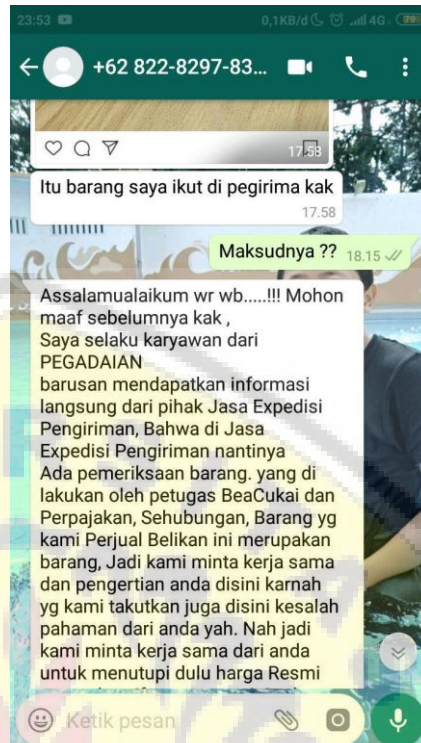 23:53 0,1KB/d 4G 79
+62 822-8297-83...
17.58
Itu barang saya ikut di pegirima kak
17.58
Maksudnya ?? 18.15
Assalamualaikum wr wb.....!!! Mohon
maaf sebelumnya kak ,
Saya selaku karyawan dari
PEGADAIAN
barusan mendapatkan informasi
langsung dari pihak Jasa Expedisi
Pengiriman, Bahwa di Jasa
Expedisi Pengiriman nantinya
Ada pemeriksaan barang. yang di
lakukan oleh petugas BeaCukai dan
Perpajakan, Sehubungan, Barang yg
kami Perjual Belikan ini merupakan
barang, Jadi kami minta kerja sama
dan pengertian anda disini karnah
yg kami takutkan juga disini kesalah
pahaman dari anda yah. Nah jadi
kami minta kerja sama dari anda
untuk menutupi dulu harga Resmi
Ketik pesan